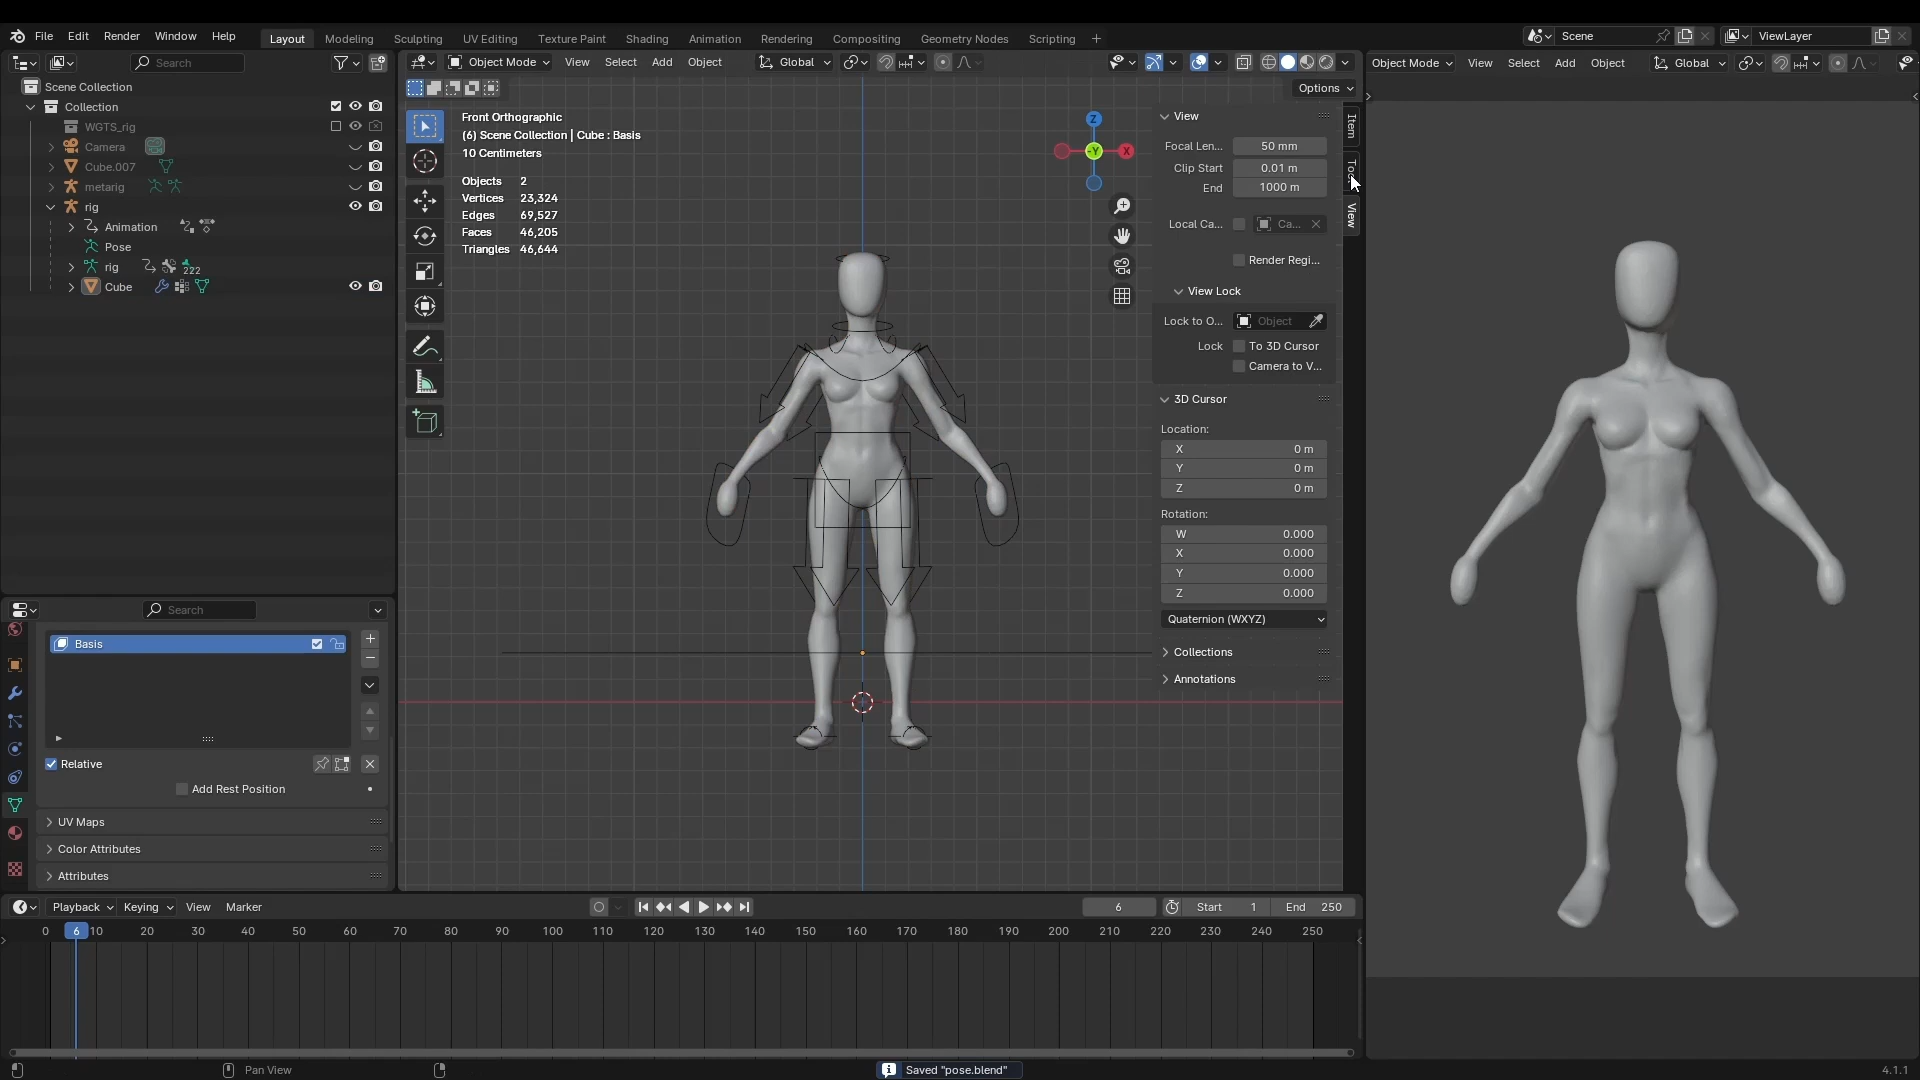 File Edit Render Window Help
Layout Modeling Sculpting UV Editing Texture Paint Shading Animation Rendering Compositing Geometry Nodes Scripting +
Scene
ViewLayer
Search
Scene Collection
Collection
WGTS_rig
Camera
Cube.007
metarig
rig
Animation
Pose
rig 222
Cube
Object Mode View Select Add Object Global
Options
Front Orthographic
(6) Scene Collection | Cube : Basis
10 Centimeters
Objects 2
Vertices 23,324
Edges 69,527
Faces 46,205
Triangles 46,644
Z
-Y X
View
Focal Len... 50 mm
Clip Start 0.01 m
End 1000 m
Local Ca... Ca...
Render Regi...
View Lock
Lock to O... Object
Lock To 3D Cursor
Camera to V...
3D Cursor
Location:
X 0 m
Y 0 m
Z 0 m
Rotation:
W 0.000
X 0.000
Y 0.000
Z 0.000
Quaternion (WXYZ)
Collections
Annotations
Item
View
Object Mode View Select Add Object Global
Search
Basis
Relative
Add Rest Position
UV Maps
Color Attributes
Attributes
Playback Keying View Marker
6 Start 1 End 250
0 6 10 20 30 40 50 60 70 80 90 100 110 120 130 140 150 160 170 180 190 200 210 220 230 240 250
Pan View
Saved "pose.blend"
4.1.1